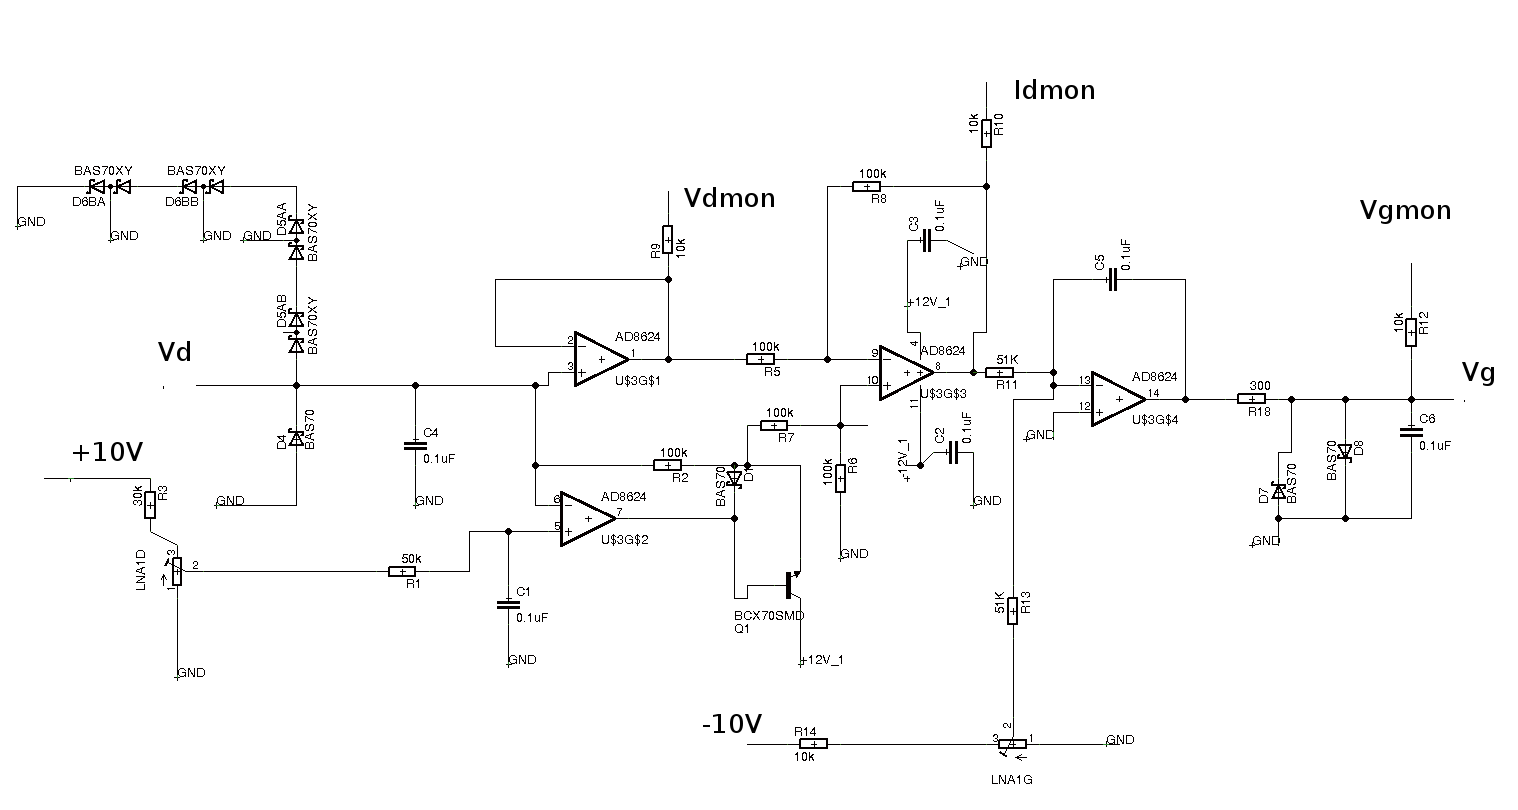 Idmon
10k
R10
BAS70XY
BAS70XY
D6BA
D6BB
GND
GND
GND
GND
D5AA
BAS70XY
100k
R8
Vdmon
R9
10k
C3
0.1uF
GND
Vgmon
C5
0.1uF
+12V_1
D5AB
BAS70XY
10k
R12
Vd
2
3
1
AD8624
U$3G$1
100k
R5
9
10
4
8
11
AD8624
U$3G$3
51K
R11
13
12
14
AD8624
U$3G$4
Vg
300
R18
D4
BAS70
C4
0.1uF
100k
R7
-12V_1
C2
0.1uF
GND
BAS70
D8
C6
0.1uF
+10V
30k
R3
100k
R2
BAS70
100k
R6
D7
BAS70
GND
GND
6
5
7
AD8624
U$3G$2
GND
GND
GND
LNA1D
3
2
1
50k
R1
C1
0.1uF
BCX70SMD
Q1
51K
R13
GND
GND
+12V_1
-10V
R14
10k
3
2
1
GND
LNA1G